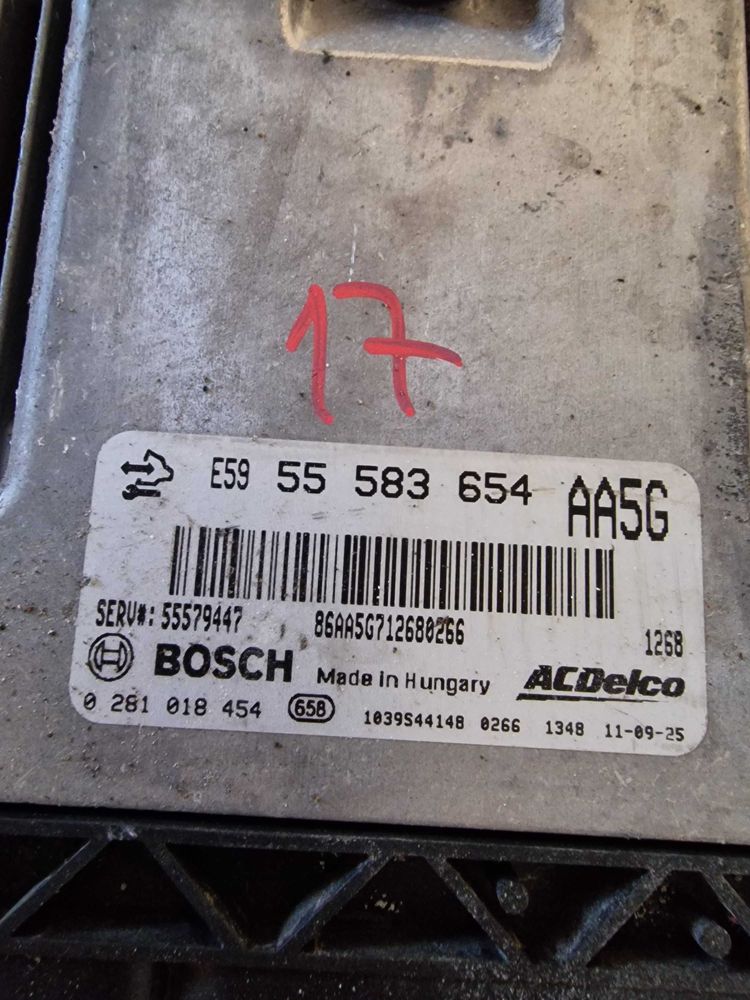 17
E59 55 583 654 AA5G
SERV#: 55579447 86AA5G712680266 1268
BOSCH Made in Hungary ACDelco
0 281 018 454 658 1039S44148 0266 1348 11-09-25